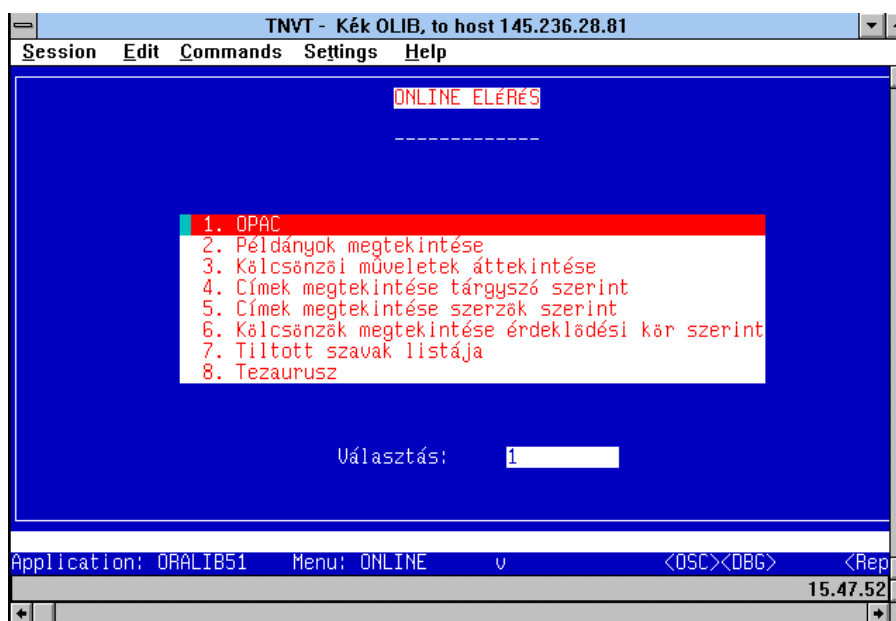 TNVT - Kék OLIB, to host 145.236.28.81
Session Edit Commands Settings Help
ONLINE ELéRéS
-------------
1. OPAC
2. Példányok megtekintése
3. Kölcsönzöi mûveletek áttekintése
4. Címek megtekintése tárgyszó szerint
5. Címek megtekintése szerzök szerint
6. Kölcsönzök megtekintése érdeklödési kör szerint
7. Tiltott szavak listája
8. Tezaurusz
Választás: 1
Application: ORALIB51 Menu: ONLINE v <OSC><DBG> <Rep
15.47.52